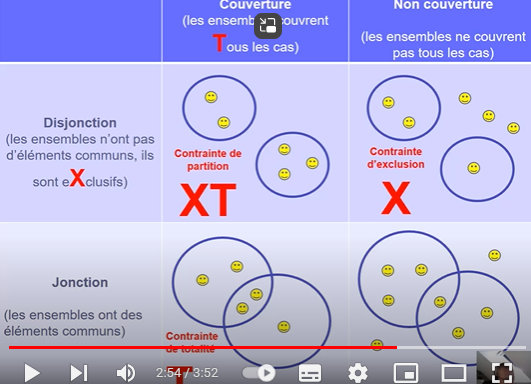 Couverture
(les ensemb couvrent
Tous les cas)
Non couverture
(les ensembles ne couvrent
pas tous les cas)
Disjonction
(les ensembles n'ont pas
d'éléments communs, ils
sont eXclusifs)
Contrainte de
partition
XT
Contrainte
d'exclusion
X
Jonction
(les ensembles ont des
éléments communs)
Contrainte
de totalité
T
2:54 / 3:52